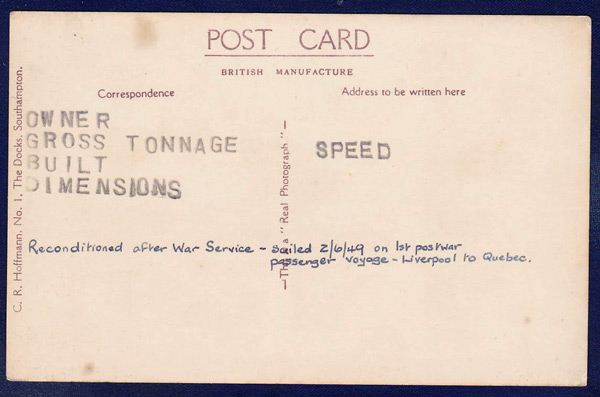 POST CARD
BRITISH MANUFACTURE
Correspondence
Address to be written here
OWNER
GROSS TONNAGE
BUILT
DIMENSIONS
SPEED
Reconditioned after War Service – sailed 2/6/49 on 1st postwar
passenger voyage – Liverpool to Quebec.
C. R. Hoffmann, No. 1, The Docks, Southampton.
—This is a "Real Photograph"—